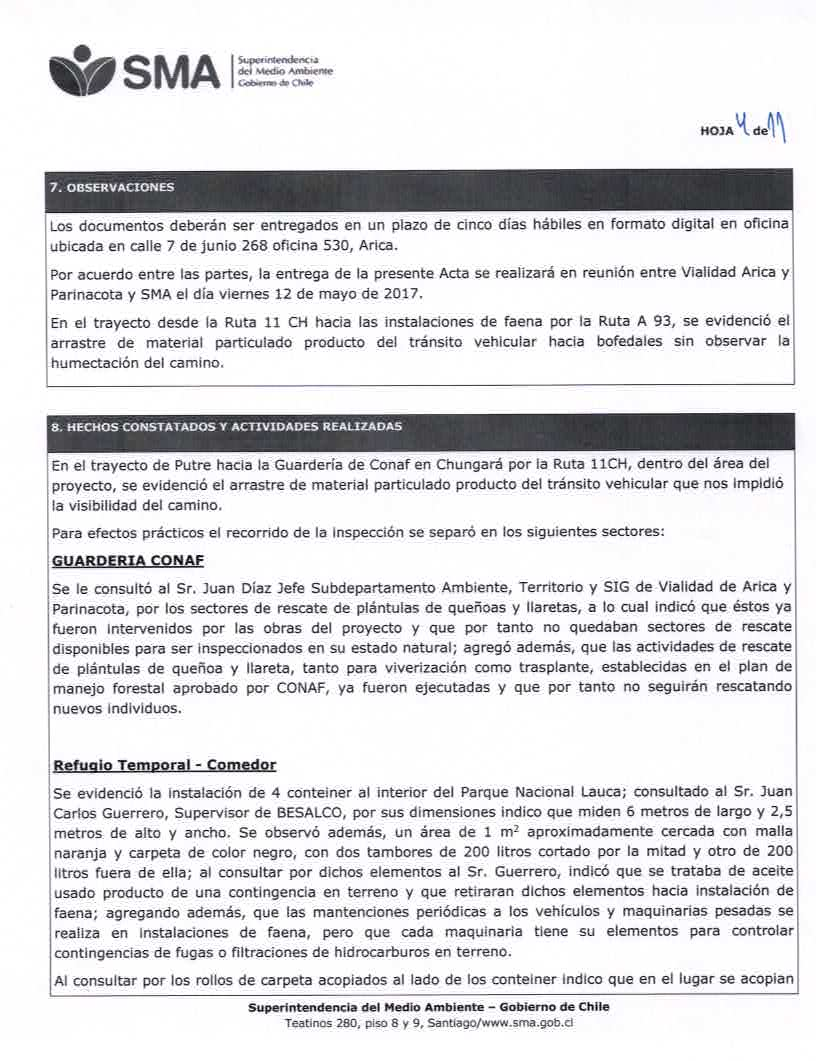 SMA
Superintendencia
del Medio Ambiente
Gobierno de Chile
HOJA 4 de 11
7. OBSERVACIONES
Los documentos deberán ser entregados en un plazo de cinco días hábiles en formato digital en oficina
ubicada en calle 7 de junio 268 oficina 530, Arica.
Por acuerdo entre las partes, la entrega de la presente Acta se realizará en reunión entre Vialidad Arica y
Parinacota y SMA el día viernes 12 de mayo de 2017.
En el trayecto desde la Ruta 11 CH hacia las instalaciones de faena por la Ruta A 93, se evidenció el
arrastre de material particulado producto del tránsito vehicular hacia bofedales sin observar la
humectación del camino.
8. HECHOS CONSTATADOS Y ACTIVIDADES REALIZADAS
En el trayecto de Putre hacia la Guardería de Conaf en Chungará por la Ruta 11CH, dentro del área del
proyecto, se evidenció el arrastre de material particulado producto del tránsito vehicular que nos impidió
la visibilidad del camino.
Para efectos prácticos el recorrido de la inspección se separó en los siguientes sectores:
GUARDERIA CONAF
Se le consultó al Sr. Juan Díaz Jefe Subdepartamento Ambiente, Territorio y SIG de Vialidad de Arica y
Parinacota, por los sectores de rescate de plántulas de queñoas y llaretas, a lo cual indicó que éstos ya
fueron intervenidos por las obras del proyecto y que por tanto no quedaban sectores de rescate
disponibles para ser inspeccionados en su estado natural; agregó además, que las actividades de rescate
de plántulas de queñoa y llareta, tanto para viverización como trasplante, establecidas en el plan de
manejo forestal aprobado por CONAF, ya fueron ejecutadas y que por tanto no seguirán rescatando
nuevos individuos.
Refugio Temporal - Comedor
Se evidenció la instalación de 4 conteiner al interior del Parque Nacional Lauca; consultado al Sr. Juan
Carlos Guerrero, Supervisor de BESALCO, por sus dimensiones indico que miden 6 metros de largo y 2,5
metros de alto y ancho. Se observó además, un área de 1 m² aproximadamente cercada con malla
naranja y carpeta de color negro, con dos tambores de 200 litros cortado por la mitad y otro de 200
litros fuera de ella; al consultar por dichos elementos al Sr. Guerrero, indicó que se trataba de aceite
usado producto de una contingencia en terreno y que retiraran dichos elementos hacia instalación de
faena; agregando además, que las mantenciones periódicas a los vehículos y maquinarias pesadas se
realiza en instalaciones de faena, pero que cada maquinaria tiene su elementos para controlar
contingencias de fugas o filtraciones de hidrocarburos en terreno.
Al consultar por los rollos de carpeta acopiados al lado de los conteiner indico que en el lugar se acopian
Superintendencia del Medio Ambiente – Gobierno de Chile
Teatinos 280, piso 8 y 9, Santiago/www.sma.gob.cl